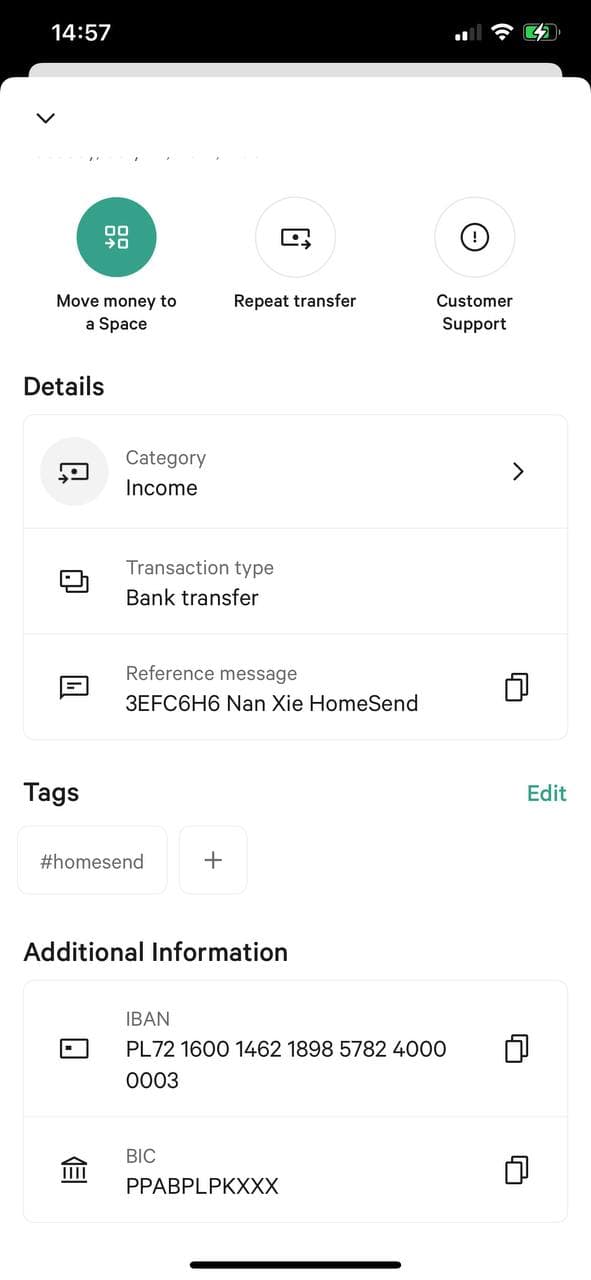 14:57
Move money to
a Space
Repeat transfer
Customer
Support
Details
Category
Income
Transaction type
Bank transfer
Reference message
3EFC6H6 Nan Xie HomeSend
Tags
Edit
#homesend
+
Additional Information
IBAN
PL72 1600 1462 1898 5782 4000
0003
BIC
PPABPLPKXXX